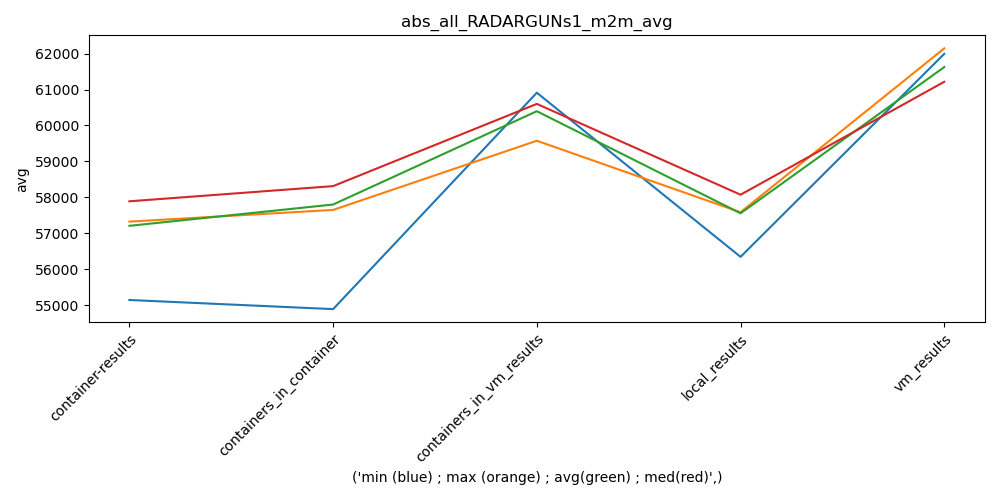 abs_all_RADARGUNs1_m2m_avg
avg
62000
61000
60000
59000
58000
57000
56000
55000
container-results
containers_in_container
containers_in_vm_results
local_results
vm_results
('min (blue) ; max (orange) ; avg(green) ; med(red)',)